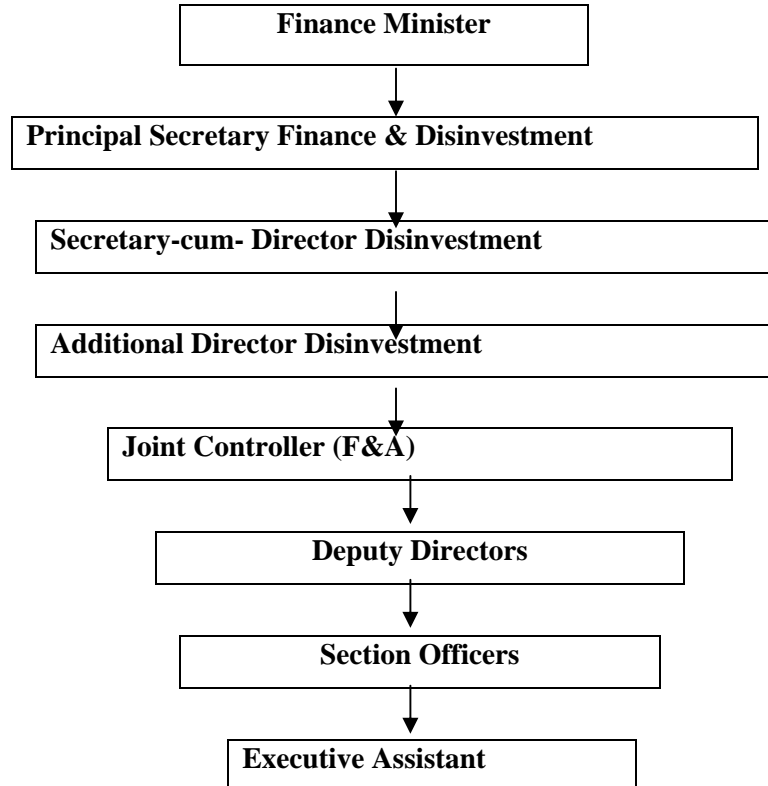 Finance Minister
Principal Secretary Finance & Disinvestment
Secretary-cum- Director Disinvestment
Additional Director Disinvestment
Joint Controller (F&A)
Deputy Directors
Section Officers
Executive Assistant